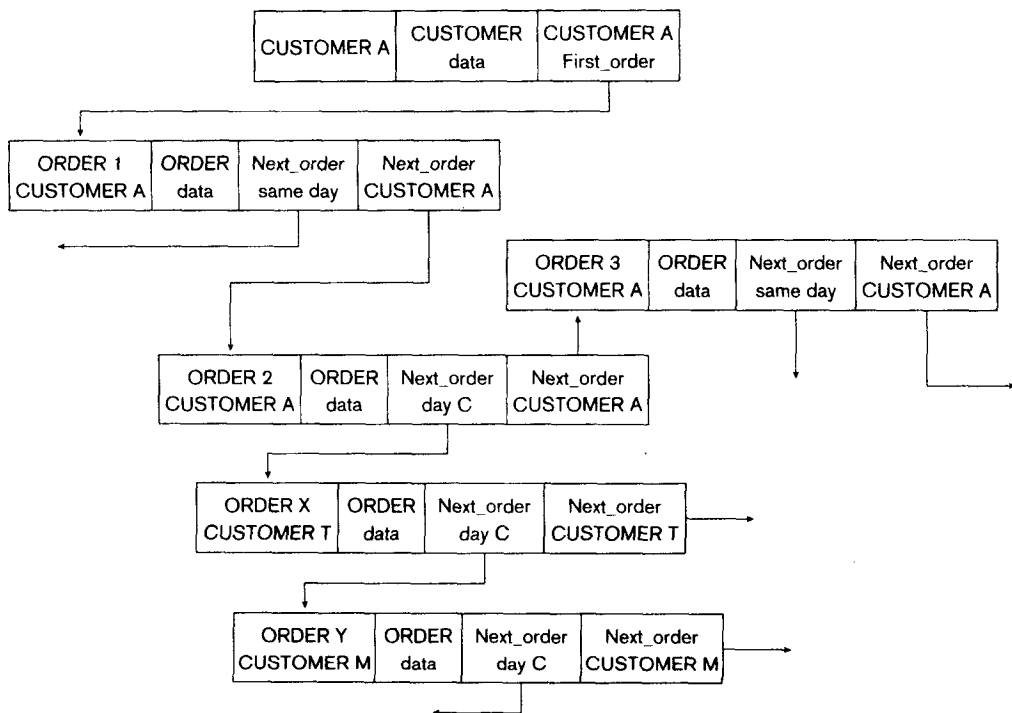 CUSTOMER A
CUSTOMER
data
CUSTOMER A
First_order
ORDER 1
CUSTOMER A
ORDER
data
Next_order
same day
Next_order
CUSTOMER A
ORDER 3
CUSTOMER A
ORDER
data
Next_order
same day
Next_order
CUSTOMER A
ORDER 2
CUSTOMER A
ORDER
data
Next_order
day C
Next_order
CUSTOMER A
ORDER X
CUSTOMER T
ORDER
data
Next_order
day C
Next_order
CUSTOMER T
ORDER Y
CUSTOMER M
ORDER
data
Next_order
day C
Next_order
CUSTOMER M